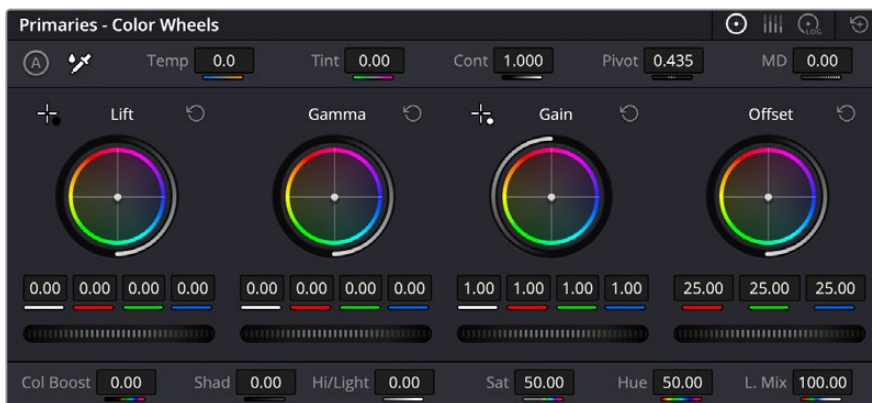 Primaries - Color Wheels
LOG
A Temp 0.0 Tint 0.00 Cont 1.000 Pivot 0.435 MD 0.00
Lift Gamma Gain Offset
0.00 0.00 0.00 0.00 0.00 0.00 0.00 0.00 1.00 1.00 1.00 1.00 25.00 25.00 25.00
Col Boost 0.00 Shad 0.00 Hi/Light 0.00 Sat 50.00 Hue 50.00 L. Mix 100.00